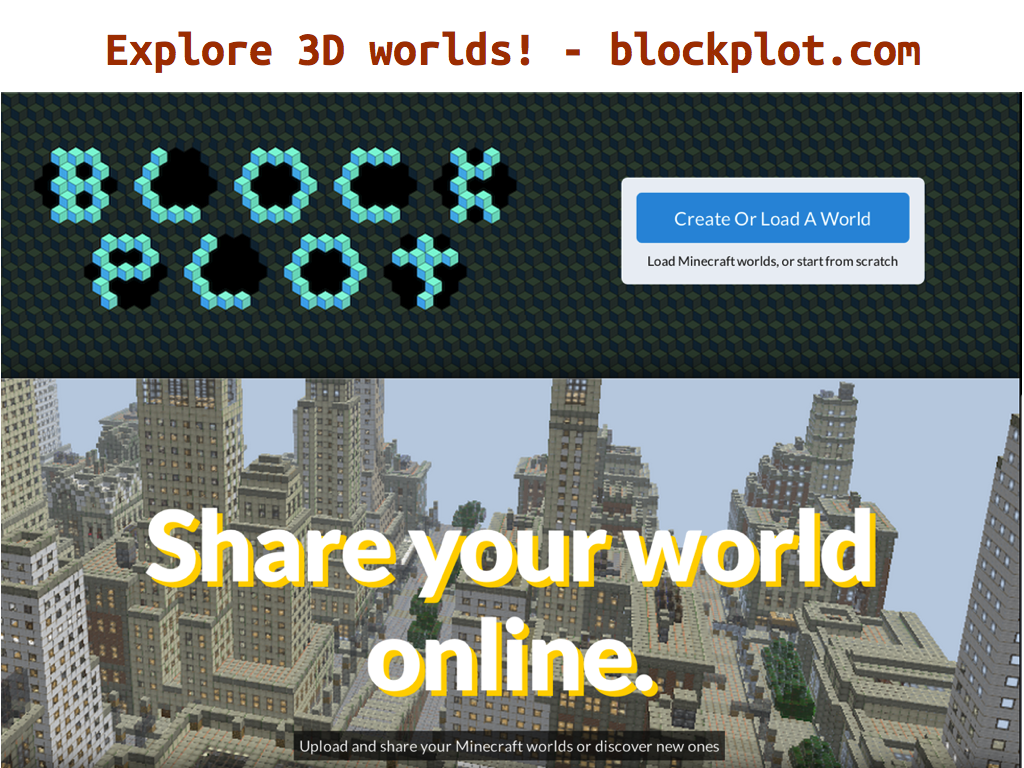 Explore 3D worlds! - blockplot.com
BLOCK
PLOT
Create Or Load A World
Load Minecraft worlds, or start from scratch
Share your world
online.
Upload and share your Minecraft worlds or discover new ones